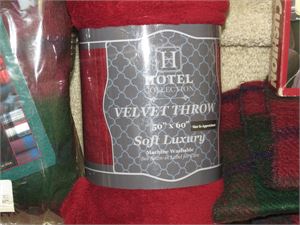 H
HOTEL
COLLECTION
VELVET THROW
50" x 60"
Soft Luxury
Machine Washable